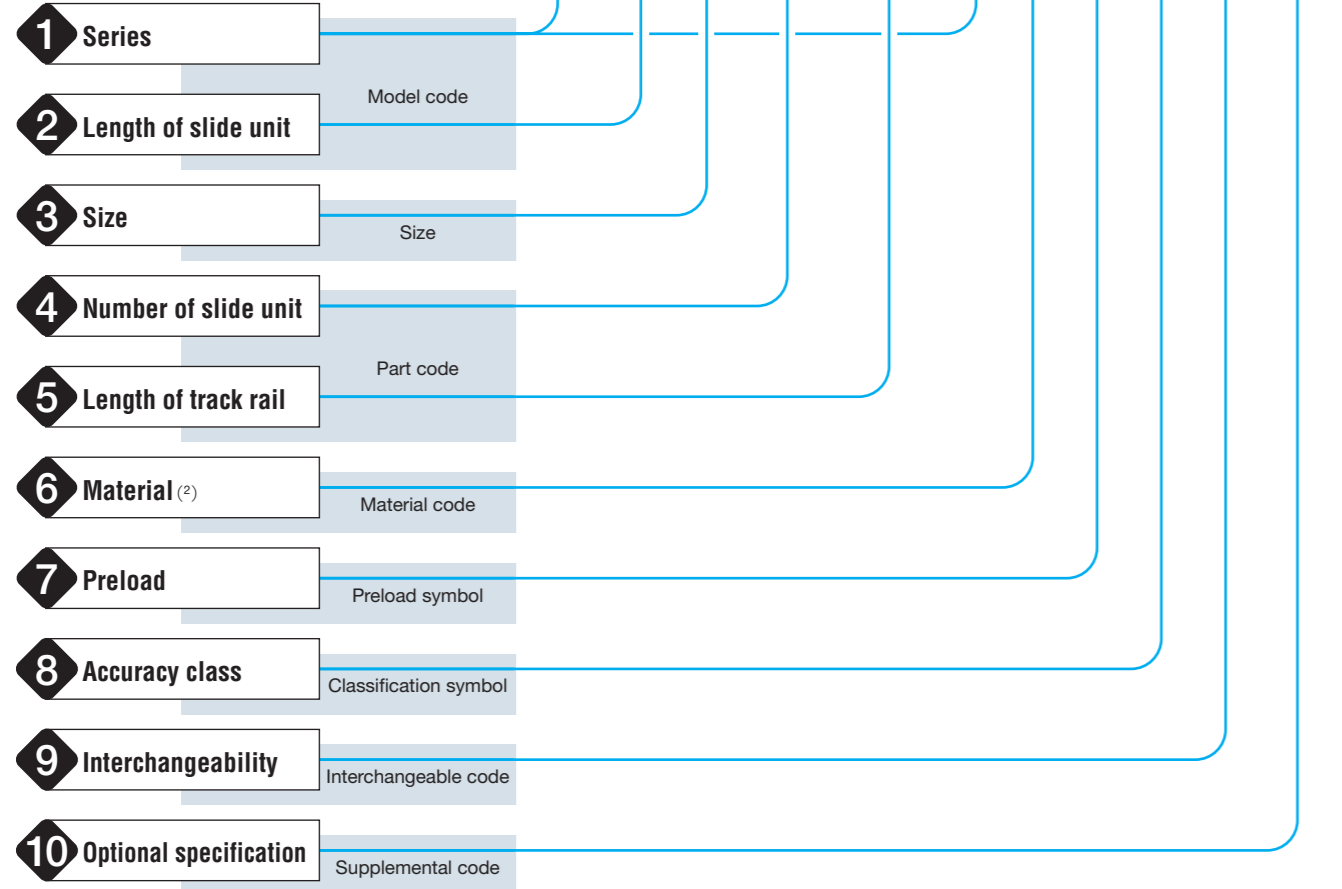 1 Series
Model code
2 Length of slide unit
3 Size
Size
4 Number of slide unit
Part code
5 Length of track rail
6 Material (²)
Material code
7 Preload
Preload symbol
8 Accuracy class
Classification symbol
9 Interchangeability
Interchangeable code
10 Optional specification
Supplemental code